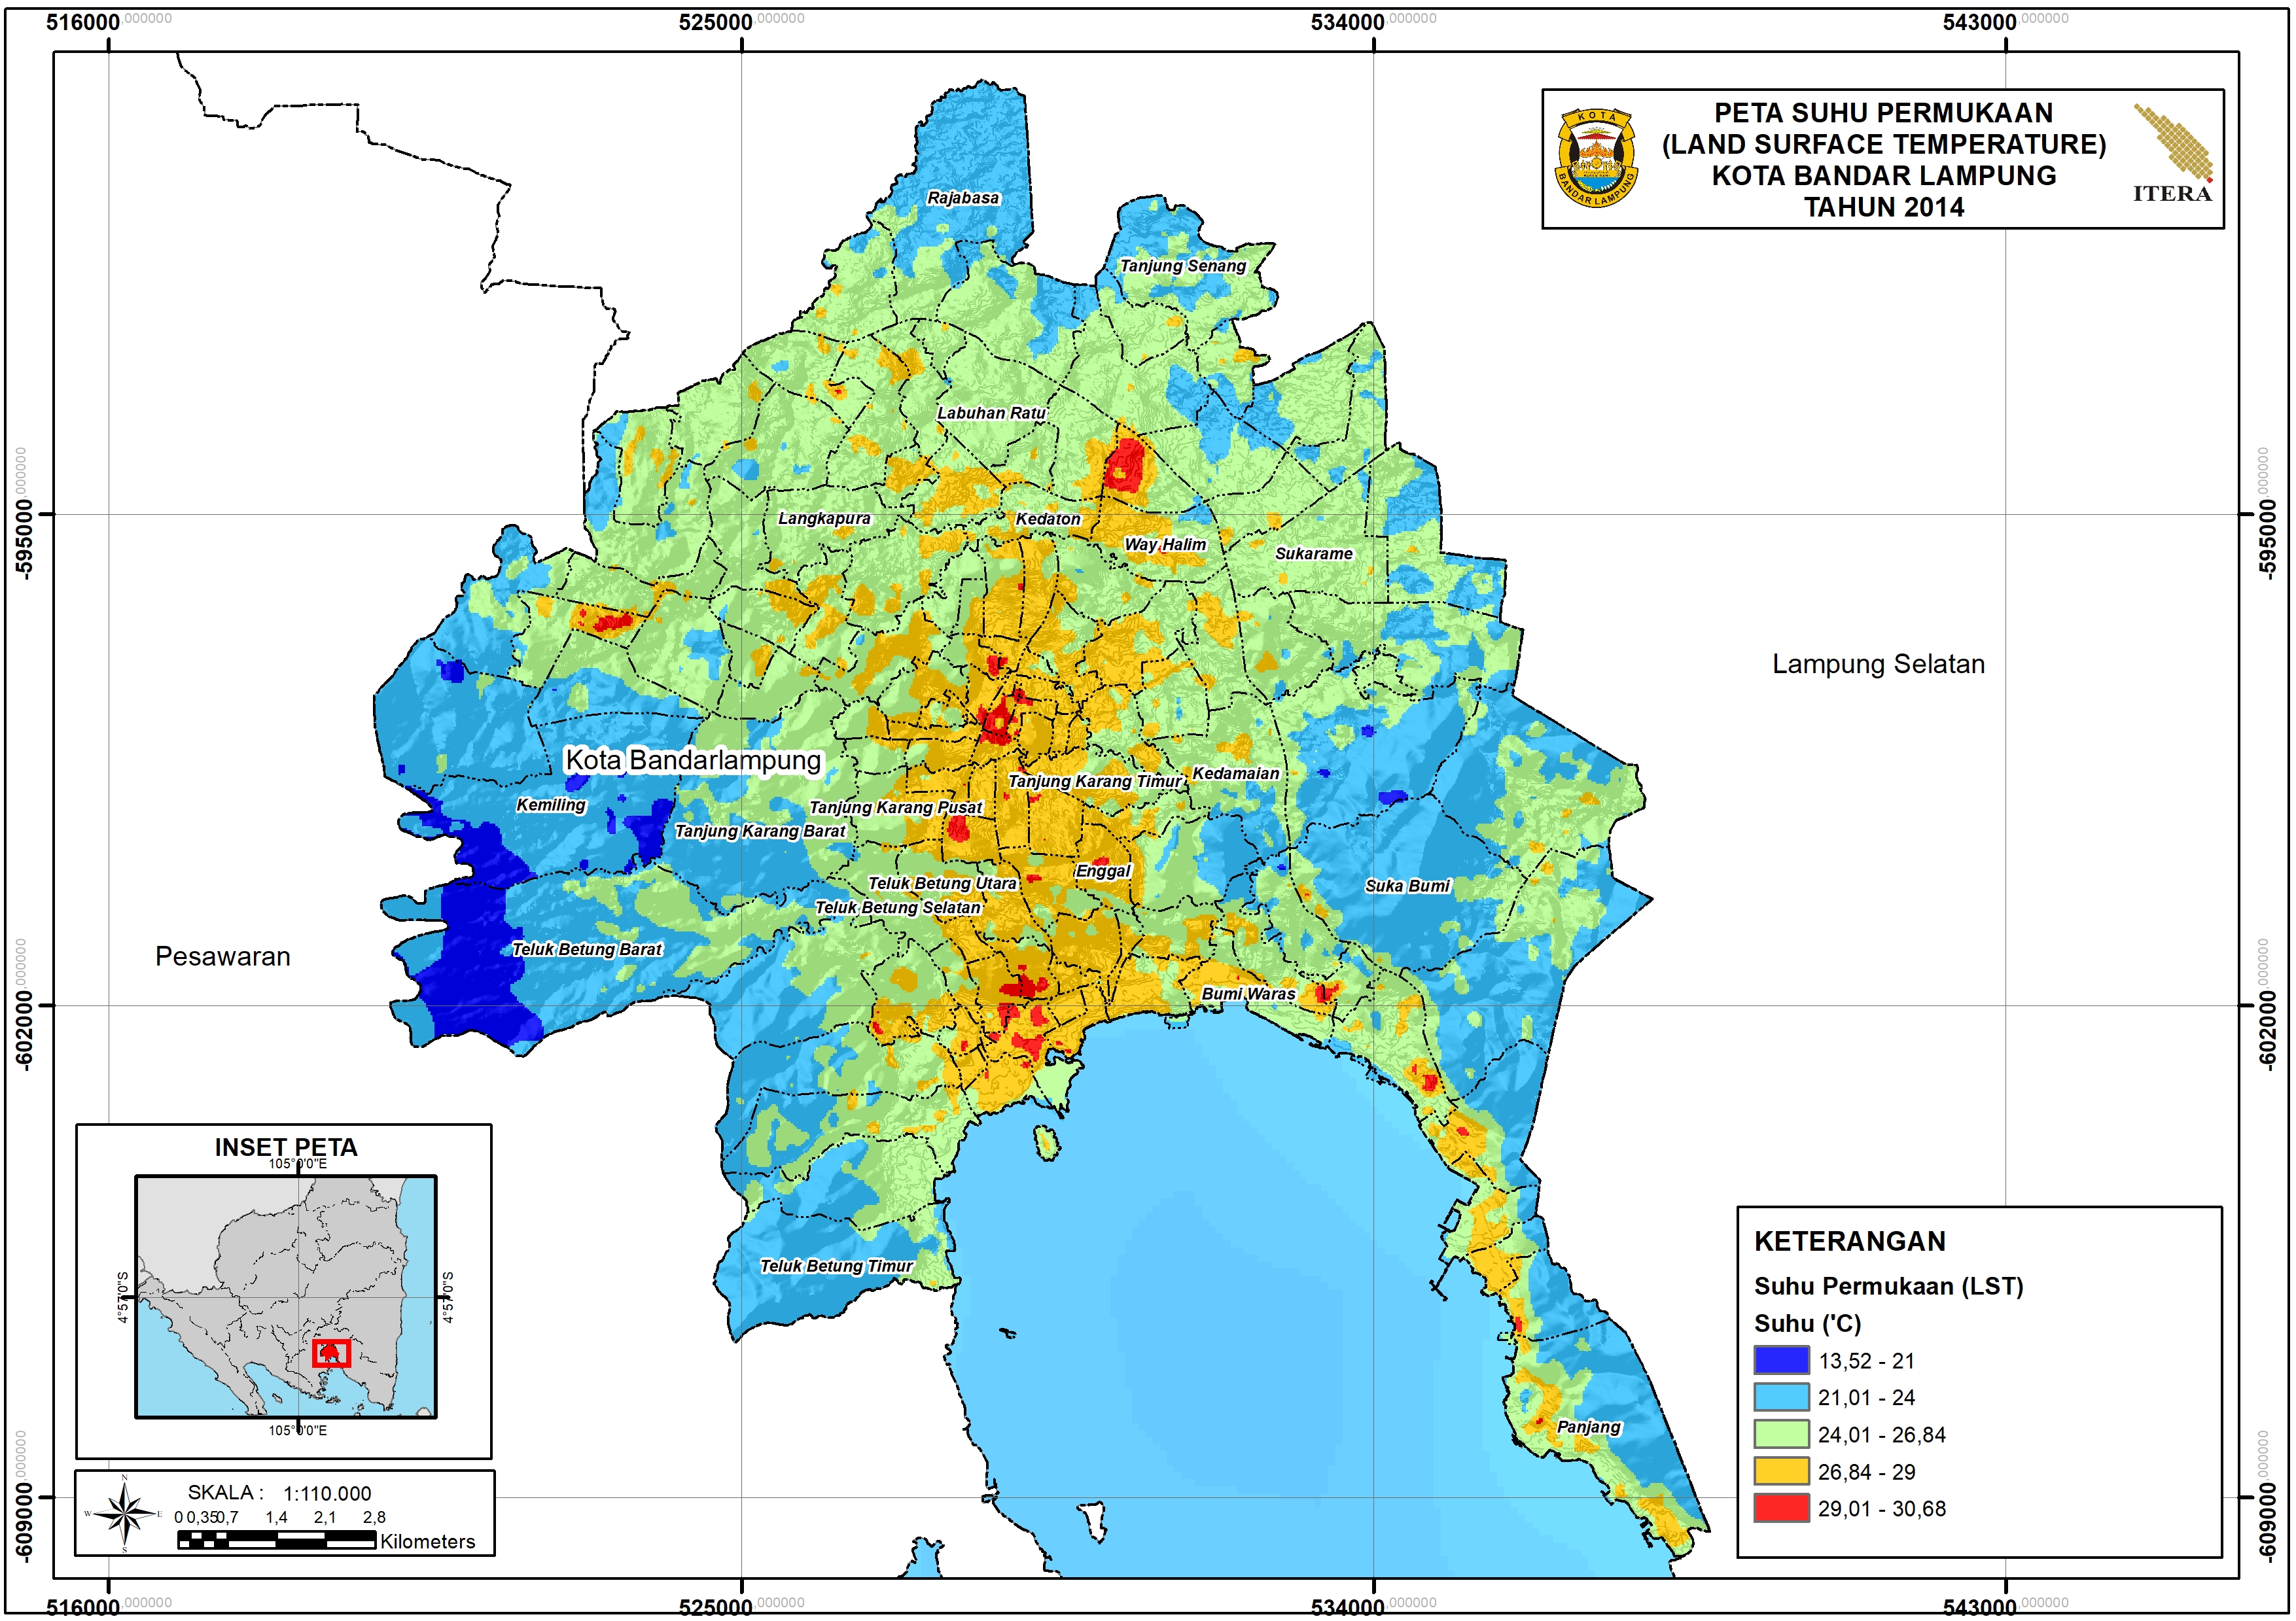 516000,000000
525000,000000
534000,000000
543000,000000
PETA SUHU PERMUKAAN
(LAND SURFACE TEMPERATURE)
KOTA BANDAR LAMPUNG
TAHUN 2014
KOTA
BANDAR LAMPUNG
ITERA
Rajabasa
Tanjung Senang
Labuhan Ratu
-595000,000000
-595000,000000
Langkapura
Kedaton
Way Halim
Sukarame
Lampung Selatan
Kota Bandarlampung
Kedamaian
Tanjung Karang Timur
Kemiling
Tanjung Karang Pusat
Tanjung Karang Barat
Enggal
Teluk Betung Utara
Suka Bumi
Teluk Betung Selatan
Teluk Betung Barat
Pesawaran
Bumi Waras
-602000,000000
-602000,000000
Teluk Betung Timur
Panjang
INSET PETA
105°0'0"E
4°57'0"S
4°57'0"S
105°0'0"E
N
W
E
S
SKALA : 1:110.000
0 0,35 0,7 1,4 2,1 2,8
Kilometers
KETERANGAN
Suhu Permukaan (LST)
Suhu ('C)
13,52 - 21
21,01 - 24
24,01 - 26,84
26,84 - 29
29,01 - 30,68
-609000,000000
-609000,000000
516000,000000
525000,000000
534000,000000
543000,000000